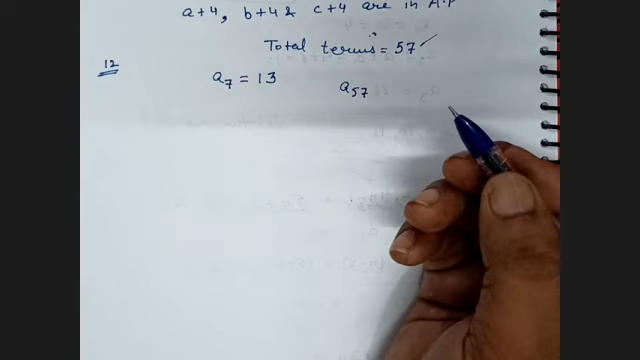 a+4, b+4 & c+4 are in A.P
Total terms = 57 ✓
12
a₇ = 13
a₅₇